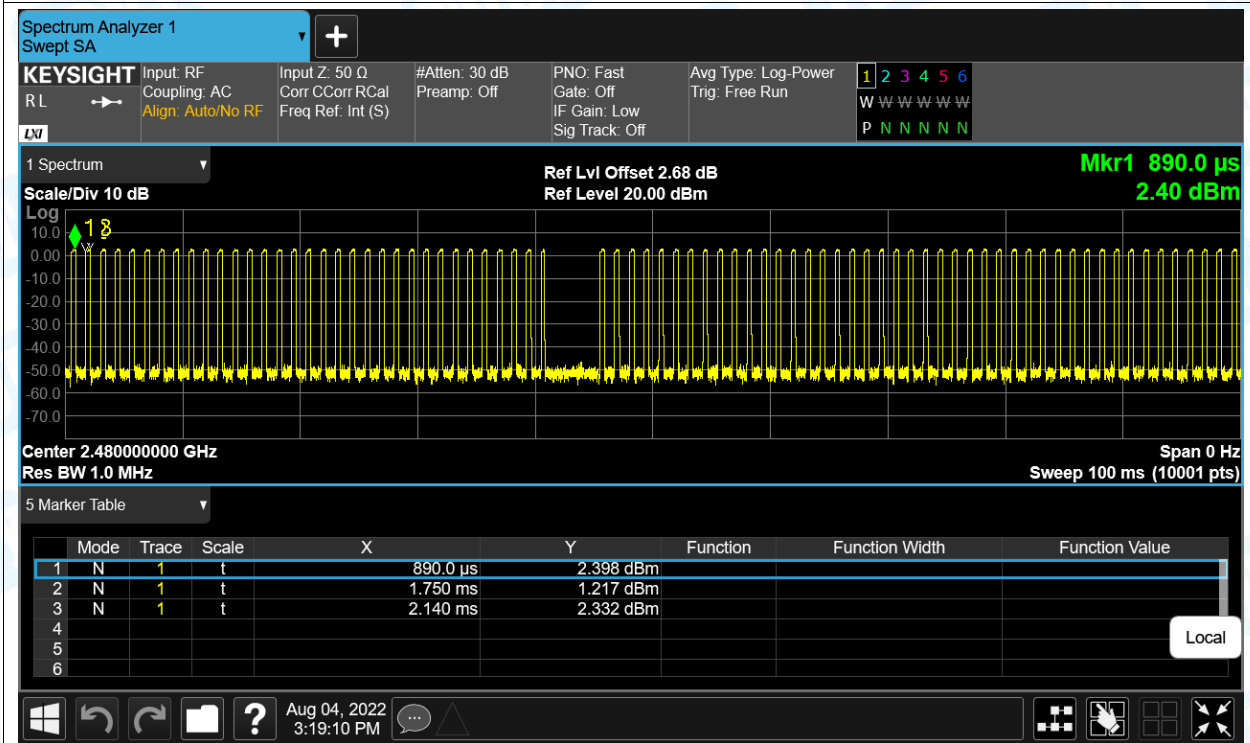 Spectrum Analyzer 1
Swept SA
KEYSIGHT
RL
LXI
Input: RF
Coupling: AC
Align: Auto/No RF
Input Z: 50 Ω
Corr CCorr RCal
Freq Ref: Int (S)
#Atten: 30 dB
Preamp: Off
PNO: Fast
Gate: Off
IF Gain: Low
Sig Track: Off
Avg Type: Log-Power
Trig: Free Run
1 2 3 4 5 6
W W W W W W
P N N N N N
1 Spectrum
Scale/Div 10 dB
Ref Lvl Offset 2.68 dB
Ref Level 20.00 dBm
Mkr1 890.0 µs
2.40 dBm
Log
10.0
0.00
-10.0
-20.0
-30.0
-40.0
-50.0
-60.0
-70.0
Center 2.480000000 GHz
Res BW 1.0 MHz
Span 0 Hz
Sweep 100 ms (10001 pts)
5 Marker Table
Mode Trace Scale X Y Function Function Width Function Value
1 N 1 t 890.0 µs 2.398 dBm
2 N 1 t 1.750 ms 1.217 dBm
3 N 1 t 2.140 ms 2.332 dBm
4
5
6
Local
?
Aug 04, 2022
3:19:10 PM